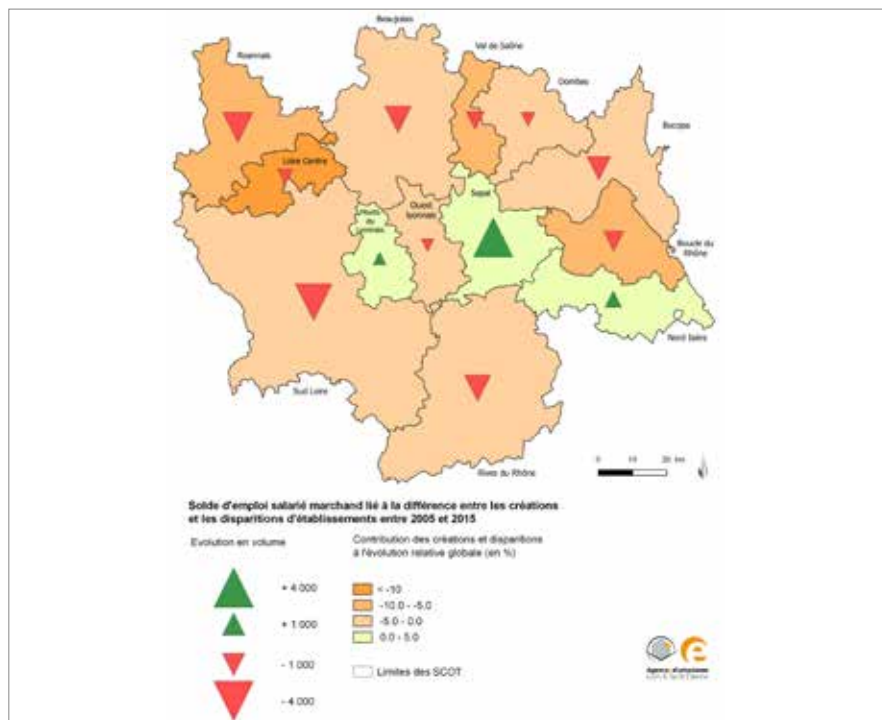 Beaujolais
Roannais
Val de Saône
Dombes
Bucopa
Loire Centre
Sepal
Ouest
lyonnais
Monts
du
Lyonnais
Boucle du
Rhône
Nord Isère
Sud Loire
Rives du Rhône
0 10 20 km
Solde d'emploi salarié marchand lié à la différence entre les créations
et les disparitions d'établissements entre 2005 et 2015
Evolution en volume
Contribution des créations et disparitions
à l'évolution relative globale (en %)
+ 4 000
+ 1 000
- 1 000
- 4 000
< -10
-10.0 - -5.0
-5.0 - 0.0
0.0 - 5.0
Limites des SCOT
Agence d'urbanisme